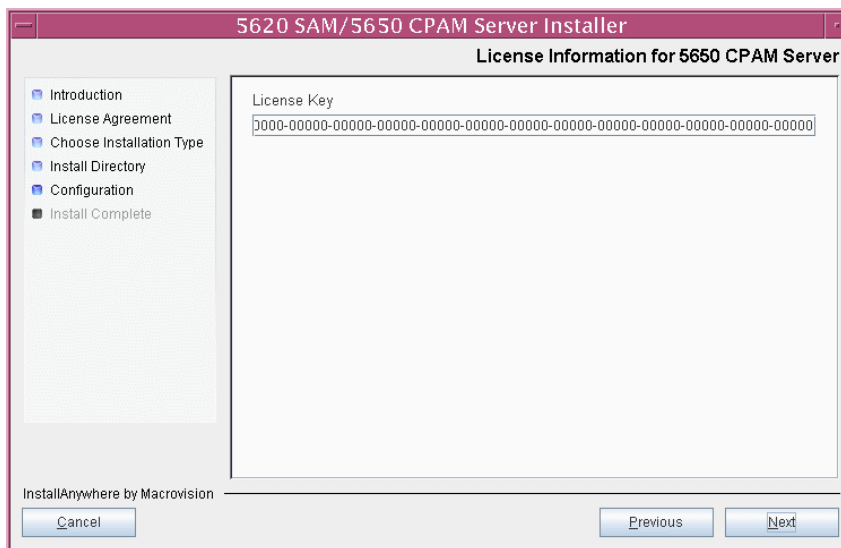 5620 SAM/5650 CPAM Server Installer
License Information for 5650 CPAM Server
Introduction
License Agreement
Choose Installation Type
Install Directory
Configuration
Install Complete
License Key
0000-00000-00000-00000-00000-00000-00000-00000-00000-00000-00000-00000-00000
InstallAnywhere by Macrovision
Cancel
Previous
Next